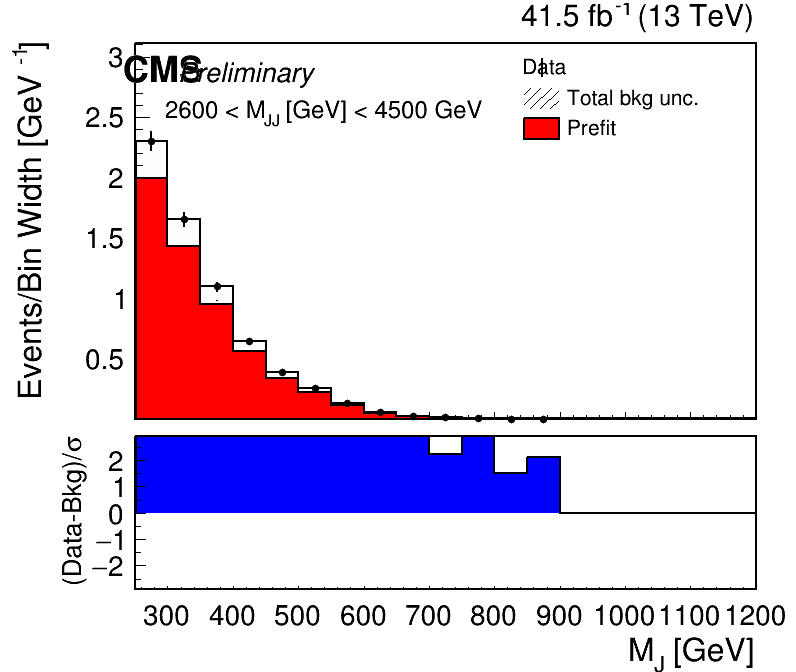 41.5 fb-1 (13 TeV)
CMS Preliminary
2600 < MJJ [GeV] < 4500 GeV
Data
Total bkg unc.
Prefit
Events/Bin Width [GeV-1]
3
2.5
2
1.5
1
0.5
(Data-Bkg)/σ
2
1
0
−1
−2
300 400 500 600 700 800 900 1000 1100 1200
MJ [GeV]